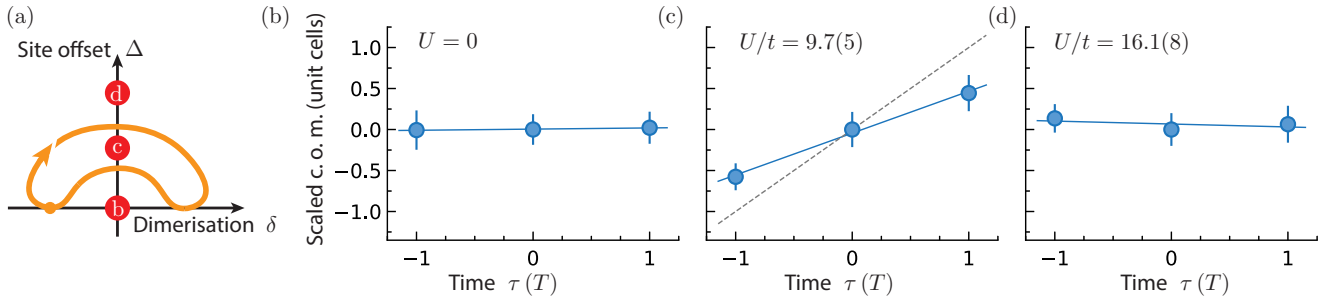 (a)
Site offset Δ
d
c
b
Dimerisation δ
(b)
Scaled c. o. m. (unit cells)
1.0
0.5
0.0
−0.5
−1.0
U = 0
−1 0 1
Time τ (T)
(c)
U/t = 9.7(5)
−1 0 1
Time τ (T)
(d)
U/t = 16.1(8)
−1 0 1
Time τ (T)